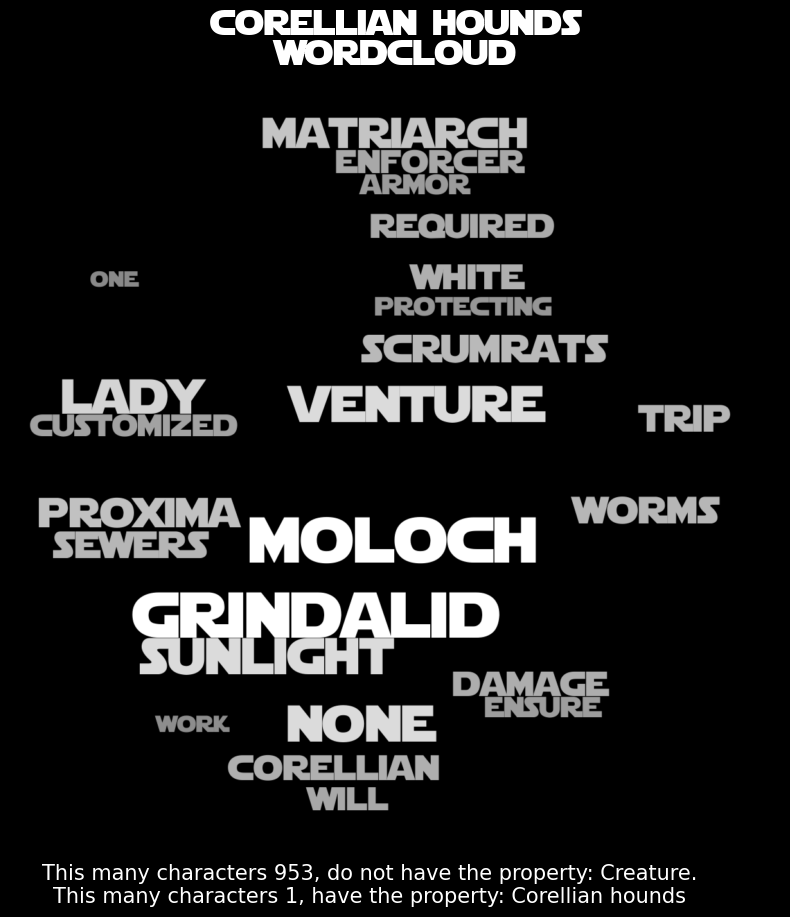 CORELLIAN HOUNDS
WORDCLOUD
MATRIARCH
ENFORCER
ARMOR
REQUIRED
ONE
WHITE
PROTECTING
SCRUMRATS
LADY
VENTURE
TRIP
CUSTOMIZED
PROXIMA
WORMS
SEWERS
MOLOCH
GRINDALID
SUNLIGHT
DAMAGE
ENSURE
WORK
NONE
CORELLIAN
WILL
This many characters 953, do not have the property: Creature.
This many characters 1, have the property: Corellian hounds